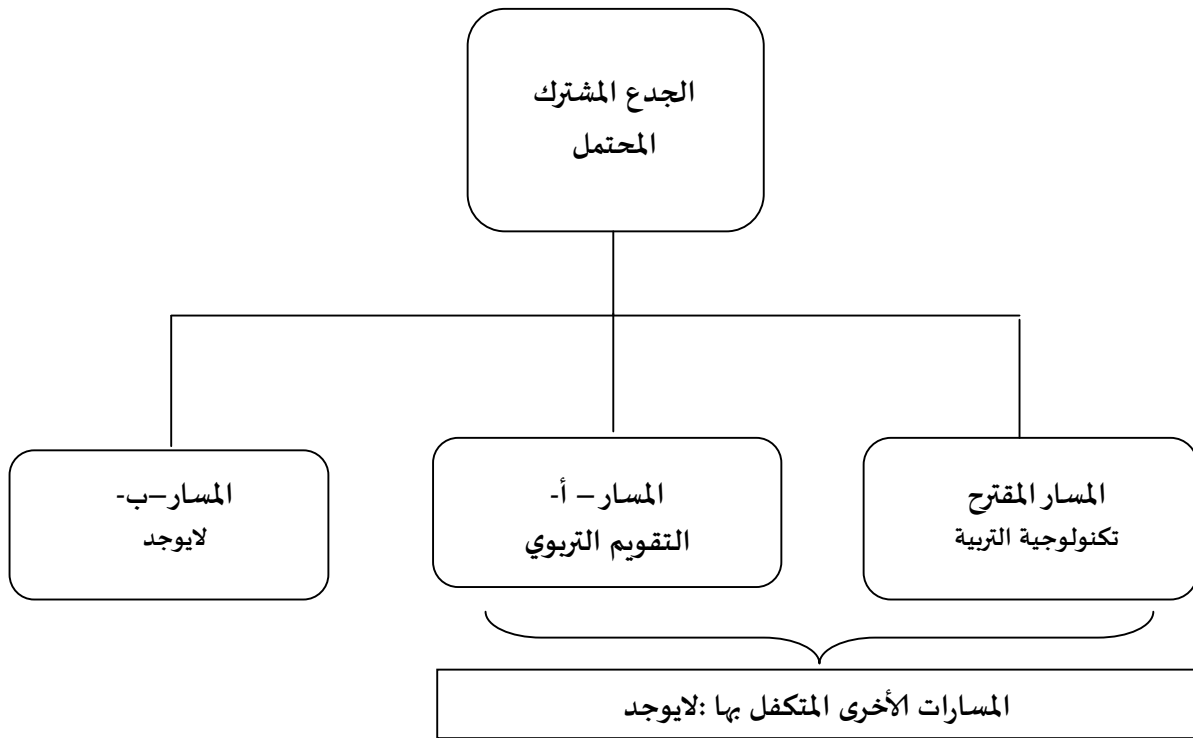 الجدع المشترك
المحتمل
المسار المقترح
تكنولوجية التربية
المسار – أ-
التقويم التربوي
المسار–ب-
لايوجد
المسارات الأخرى المتكفل بها :لايوجد